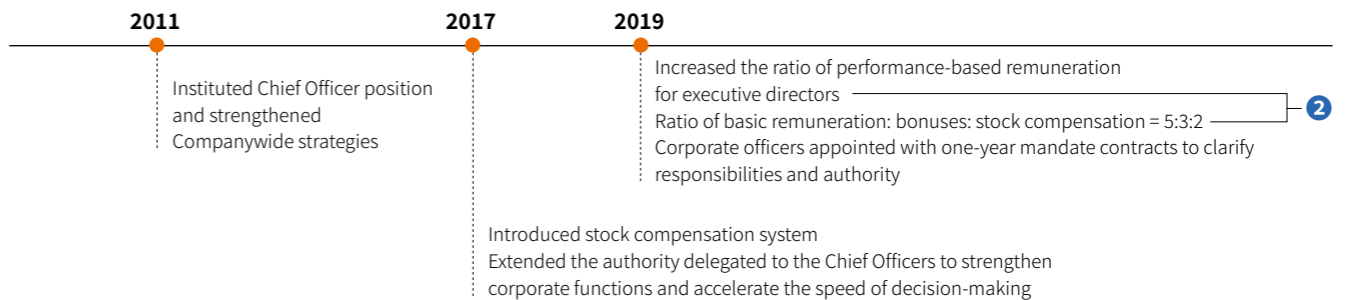 2011
2017
2019
Instituted Chief Officer position
and strengthened
Companywide strategies
Increased the ratio of performance-based remuneration
for executive directors
Ratio of basic remuneration: bonuses: stock compensation = 5:3:2
2
Corporate officers appointed with one-year mandate contracts to clarify
responsibilities and authority
Introduced stock compensation system
Extended the authority delegated to the Chief Officers to strengthen
corporate functions and accelerate the speed of decision-making